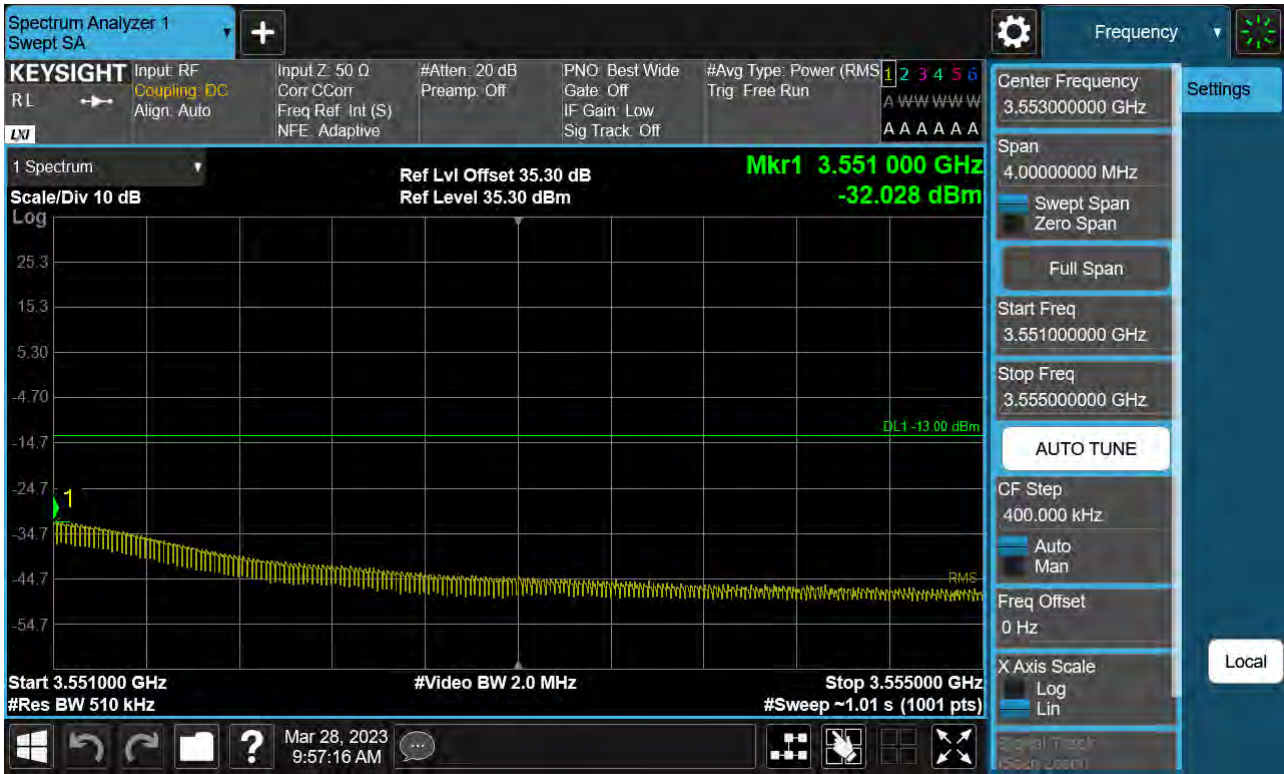 Spectrum Analyzer 1
Swept SA
Frequency
KEYSIGHT
RL
LXI
Input: RF
Coupling: DC
Align: Auto
Input Z: 50 Ω
Corr CCorr
Freq Ref: Int (S)
NFE: Adaptive
#Atten: 20 dB
Preamp: Off
PNO: Best Wide
Gate: Off
IF Gain: Low
Sig Track: Off
#Avg Type: Power (RMS
Trig: Free Run
1 2 3 4 5 6
A W W W W W
A A A A A A
1 Spectrum
Scale/Div 10 dB
Log
Ref Lvl Offset 35.30 dB
Ref Level 35.30 dBm
Mkr1 3.551 000 GHz
-32.028 dBm
25.3
15.3
5.30
-4.70
-14.7
-24.7
-34.7
-44.7
-54.7
DL1 -13.00 dBm
1
RMS
Start 3.551000 GHz
#Res BW 510 kHz
#Video BW 2.0 MHz
Stop 3.555000 GHz
#Sweep ~1.01 s (1001 pts)
Center Frequency
3.553000000 GHz
Span
4.00000000 MHz
Swept Span
Zero Span
Full Span
Start Freq
3.551000000 GHz
Stop Freq
3.555000000 GHz
AUTO TUNE
CF Step
400.000 kHz
Auto
Man
Freq Offset
0 Hz
X Axis Scale
Log
Lin
Signal Track
(Span Zoom)
Settings
Local
?
Mar 28, 2023
9:57:16 AM